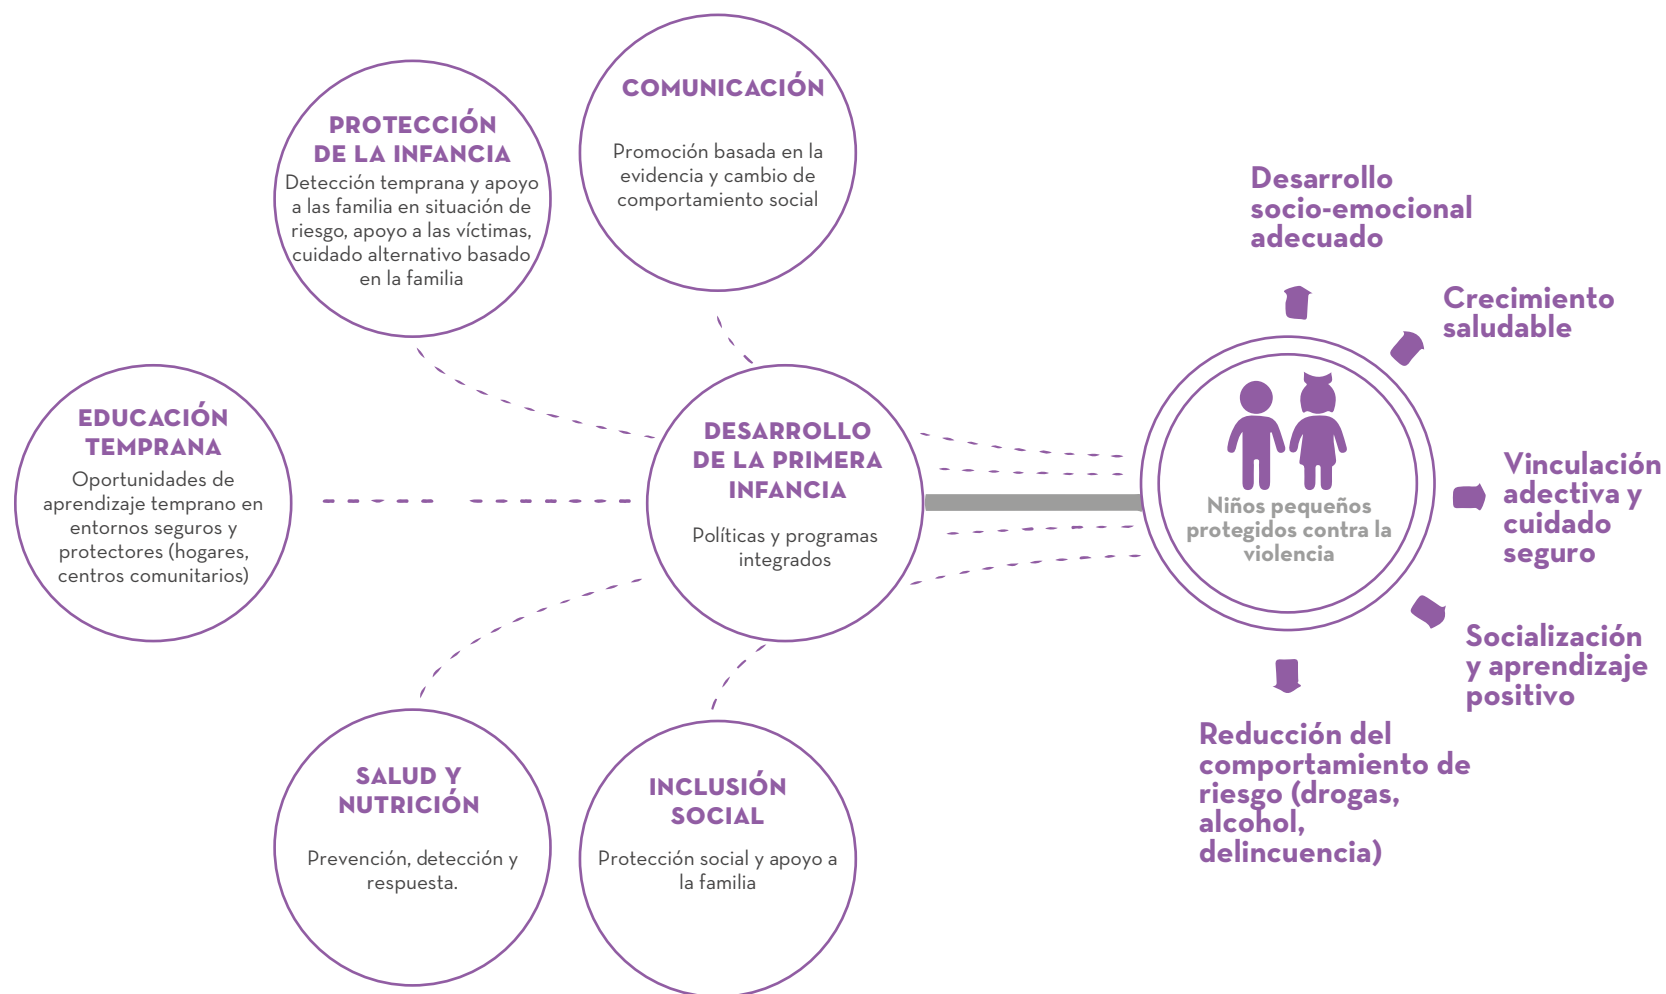 COMUNICACIÓN
Promoción basada en la
evidencia y cambio de
comportamiento social
PROTECCIÓN
DE LA INFANCIA
Detección temprana y apoyo
a las familia en situación de
riesgo, apoyo a las víctimas,
cuidado alternativo basado
en la familia
EDUCACIÓN
TEMPRANA
Oportunidades de
aprendizaje temprano en
entornos seguros y
protectores (hogares,
centros comunitarios)
DESARROLLO
DE LA PRIMERA
INFANCIA
Políticas y programas
integrados
SALUD Y
NUTRICIÓN
Prevención, detección y
respuesta.
INCLUSIÓN
SOCIAL
Protección social y apoyo a
la familia
Niños pequeños
protegidos contra la
violencia
Desarrollo
socio-emocional
adecuado
Crecimiento
saludable
Vinculación
adectiva y
cuidado
seguro
Socialización
y aprendizaje
positivo
Reducción del
comportamiento de
riesgo (drogas,
alcohol,
delincuencia)